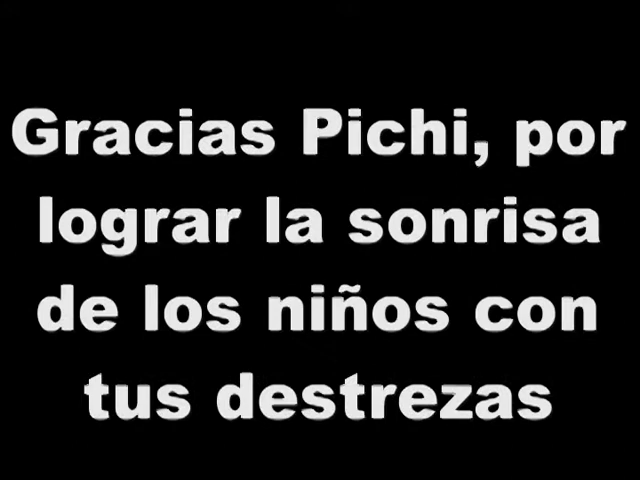 Gracias Pichi, por
lograr la sonrisa
de los niños con
tus destrezas